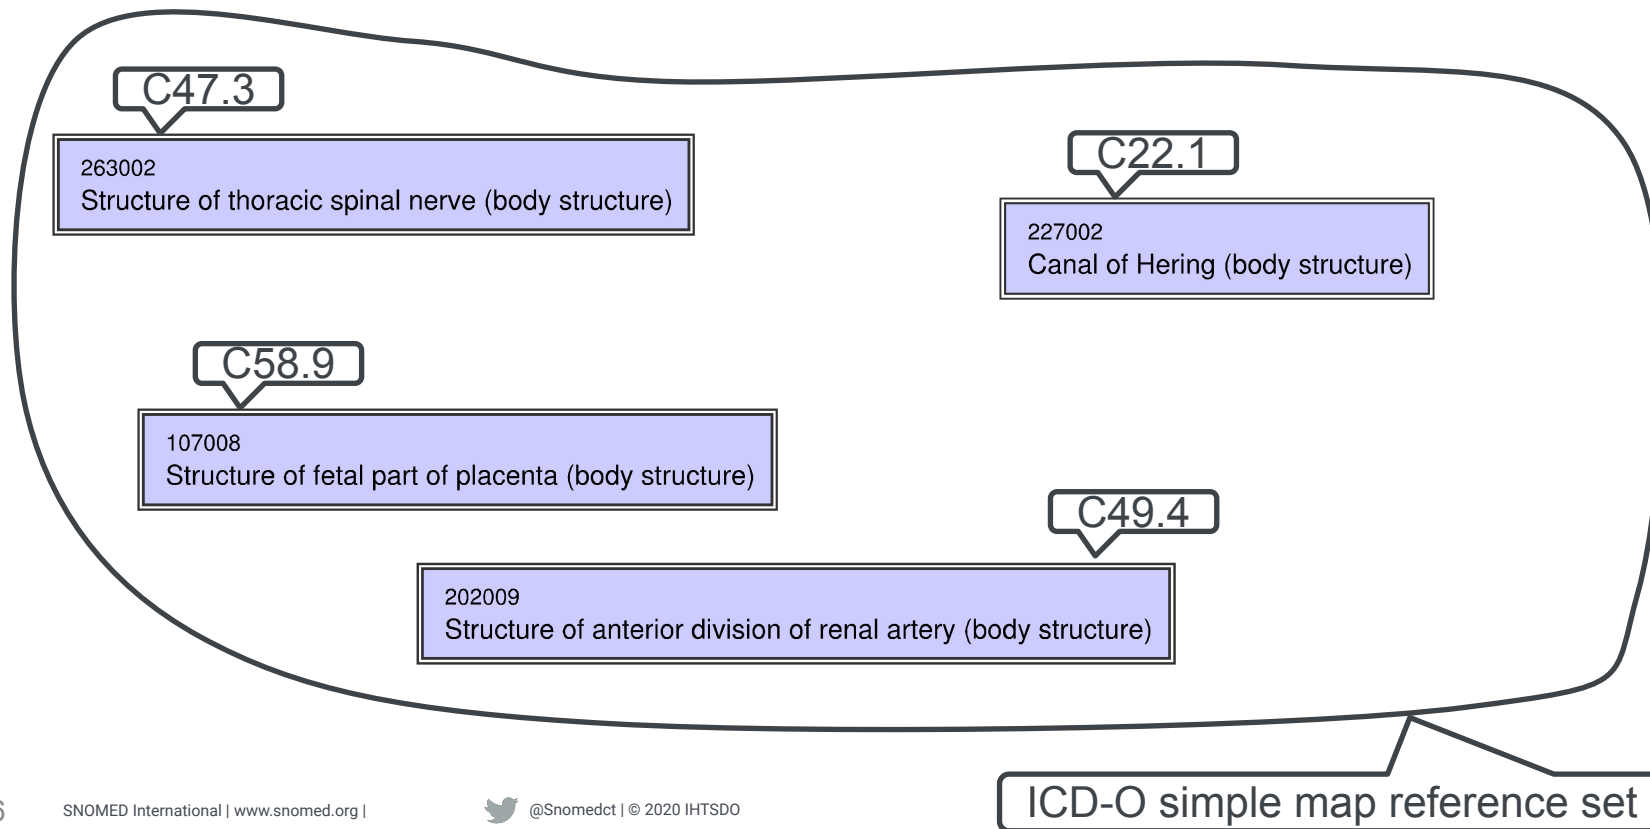 C47.3
263002
Structure of thoracic spinal nerve (body structure)
C22.1
227002
Canal of Hering (body structure)
C58.9
107008
Structure of fetal part of placenta (body structure)
C49.4
202009
Structure of anterior division of renal artery (body structure)
ICD-O simple map reference set
6 SNOMED International | www.snomed.org | @Snomedct | © 2020 IHTSDO